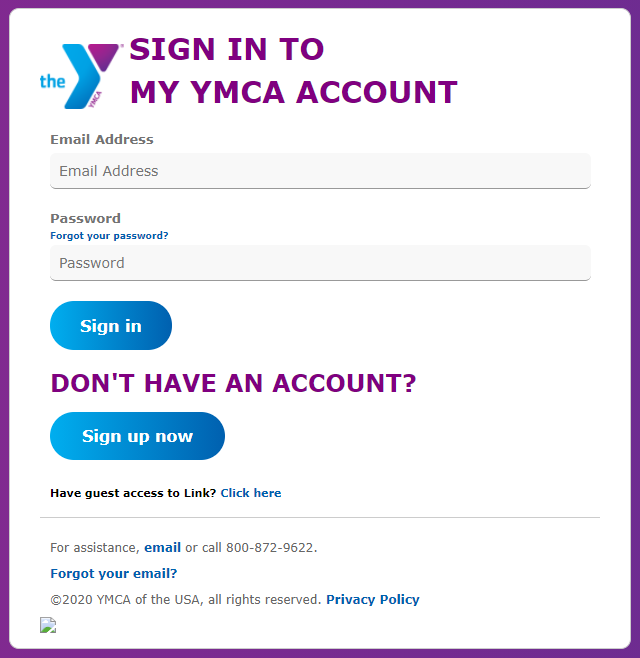 the
YMCA
SIGN IN TO
MY YMCA ACCOUNT
Email Address
Email Address
Password
Forgot your password?
Password
Sign in
DON'T HAVE AN ACCOUNT?
Sign up now
Have guest access to Link? Click here
For assistance, email or call 800-872-9622.
Forgot your email?
©2020 YMCA of the USA, all rights reserved. Privacy Policy